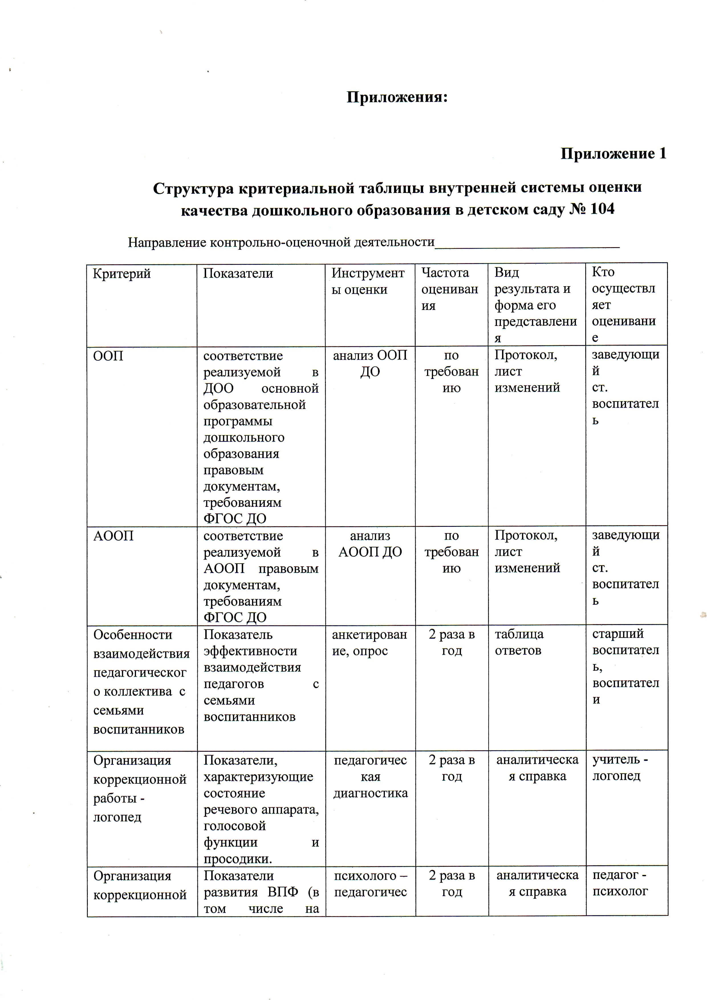 Приложения:
Приложение 1
Структура критериальной таблицы внутренней системы оценки
качества дошкольного образования в детском саду № 104
Направление контрольно-оценочной деятельности____________________________
Критерий
Показатели
Инструмент
ы оценки
Частота
оцениван
ия
Вид
результата и
форма его
представлени
я
Кто
осуществл
яет
оценивани
е
ООП
соответствие
реализуемой в
ДОО основной
образовательной
программы
дошкольного
образования
правовым
документам,
требованиям
ФГОС ДО
анализ ООП
ДО
по
требован
ию
Протокол,
лист
изменений
заведующи
й
ст.
воспитател
ь
АООП
соответствие
реализуемой в
АООП правовым
документам,
требованиям
ФГОС ДО
анализ
АООП ДО
по
требован
ию
Протокол,
лист
изменений
заведующи
й
ст.
воспитател
ь
Особенности
взаимодействия
педагогическог
о коллектива с
семьями
воспитанников
Показатель
эффективности
взаимодействия
педагогов с
семьями
воспитанников
анкетирован
ие, опрос
2 раза в
год
таблица
ответов
старший
воспитател
ь,
воспитател
и
Организация
коррекционной
работы -
логопед
Показатели,
характеризующие
состояние
речевого аппарата,
голосовой
функции и
просодики.
педагогичес
кая
диагностика
2 раза в
год
аналитическа
я справка
учитель -
логопед
Организация
коррекционной
Показатели
развития ВПФ (в
том числе на
психолого –
педагогичес
2 раза в
год
аналитическа
я справка
педагог -
психолог